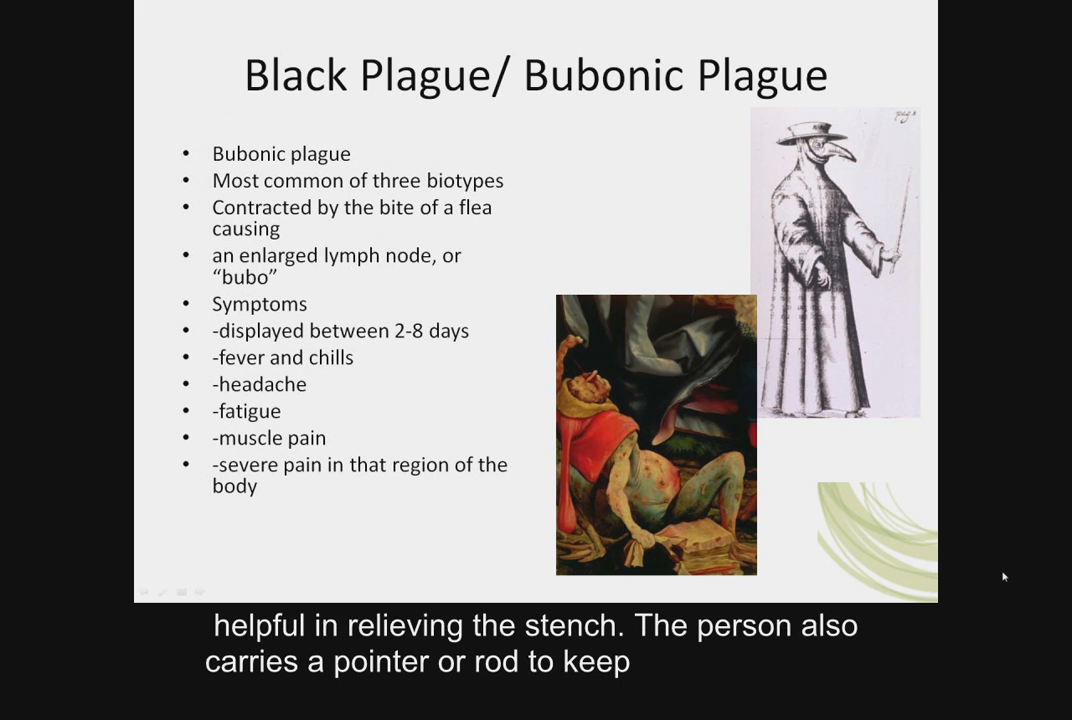 Black Plague/ Bubonic Plague
• Bubonic plague
• Most common of three biotypes
• Contracted by the bite of a flea
causing
• an enlarged lymph node, or
“bubo”
• Symptoms
• -displayed between 2-8 days
• -fever and chills
• -headache
• -fatigue
• -muscle pain
• -severe pain in that region of the
body
helpful in relieving the stench. The person also
carries a pointer or rod to keep